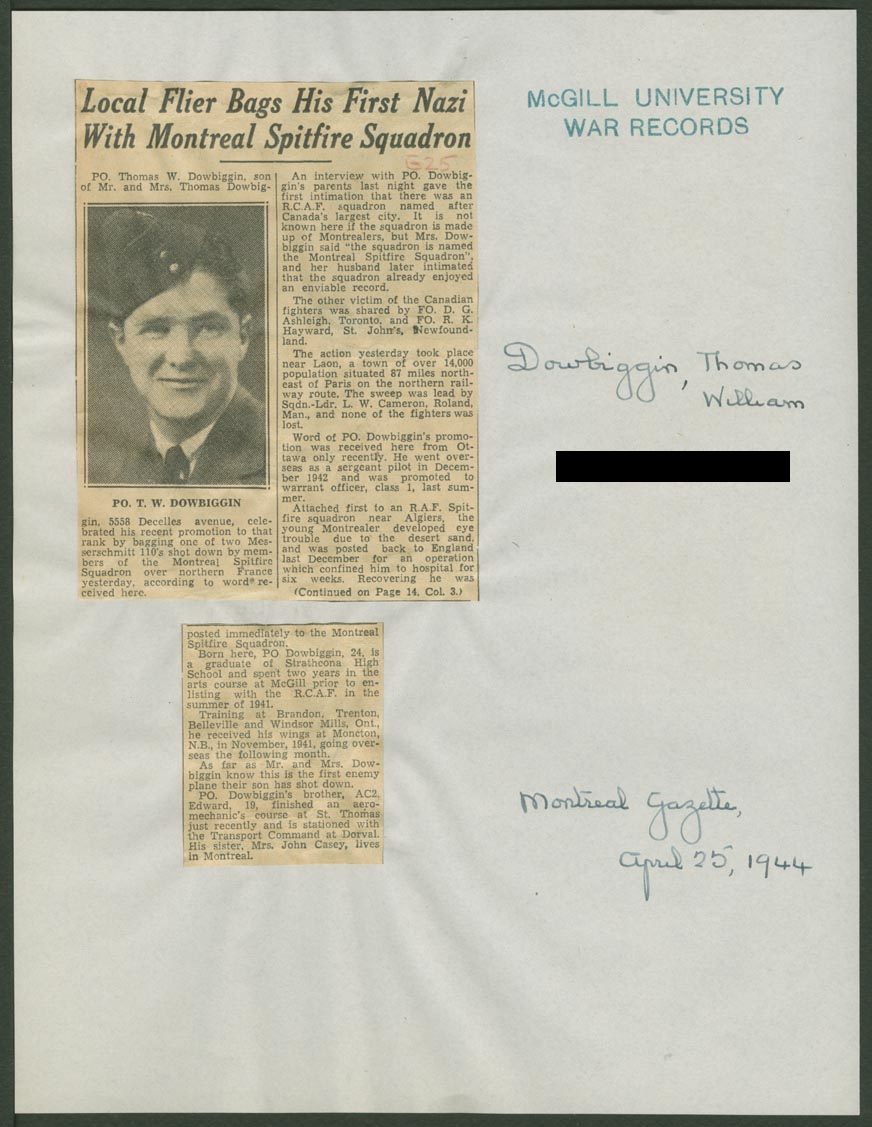 Local Flier Bags His First Nazi
With Montreal Spitfire Squadron
McGILL UNIVERSITY
WAR RECORDS
G25
PO. Thomas W. Dowbiggin, son
of Mr. and Mrs. Thomas Dowbig-
PO. T. W. DOWBIGGIN
gin, 5558 Decelles avenue, cele-
brated his recent promotion to that
rank by bagging one of two Mes-
serschmitt 110's shot down by mem-
bers of the Montreal Spitfire
Squadron over northern France
yesterday, according to word re-
ceived here.
An interview with PO. Dowbig-
gin's parents last night gave the
first intimation that there was an
R.C.A.F. squadron named after
Canada's largest city. It is not
known here if the squadron is made
up of Montrealers, but Mrs. Dow-
biggin said "the squadron is named
the Montreal Spitfire Squadron",
and her husband later intimated
that the squadron already enjoyed
an enviable record.
The other victim of the Canadian
fighters was shared by FO. D. G.
Ashleigh, Toronto, and FO. R. K.
Hayward, St. John's, Newfound-
land.
The action yesterday took place
near Laon, a town of over 14,000
population situated 87 miles north-
east of Paris on the northern rail-
way route. The sweep was lead by
Sqdn.-Ldr. L. W. Cameron, Roland,
Man., and none of the fighters was
lost.
Word of PO. Dowbiggin's promo-
tion was received here from Ot-
tawa only recently. He went over-
seas as a sergeant pilot in Decem-
ber 1942 and was promoted to
warrant officer, class 1, last sum-
mer.
Attached first to an R.A.F. Spit-
fire squadron near Algiers, the
young Montrealer developed eye
trouble due to the desert sand,
and was posted back to England
last December for an operation
which confined him to hospital for
six weeks. Recovering he was
(Continued on Page 14, Col. 3.)
posted immediately to the Montreal
Spitfire Squadron.
Born here, PO Dowbiggin, 24, is
a graduate of Strathcona High
School and spent two years in the
arts course at McGill prior to en-
listing with the R.C.A.F. in the
summer of 1941.
Training at Brandon, Trenton,
Belleville and Windsor Mills, Ont.,
he received his wings at Moncton,
N.B., in November, 1941, going over-
seas the following month.
As far as Mr. and Mrs. Dow-
biggin know this is the first enemy
plane their son has shot down.
PO. Dowbiggin's brother, AC2,
Edward, 19, finished an aero-
mechanic's course at St. Thomas
just recently and is stationed with
the Transport Command at Dorval.
His sister, Mrs. John Casey, lives
in Montreal.
Dowbiggin, Thomas
William
Montreal Gazette,
April 25, 1944